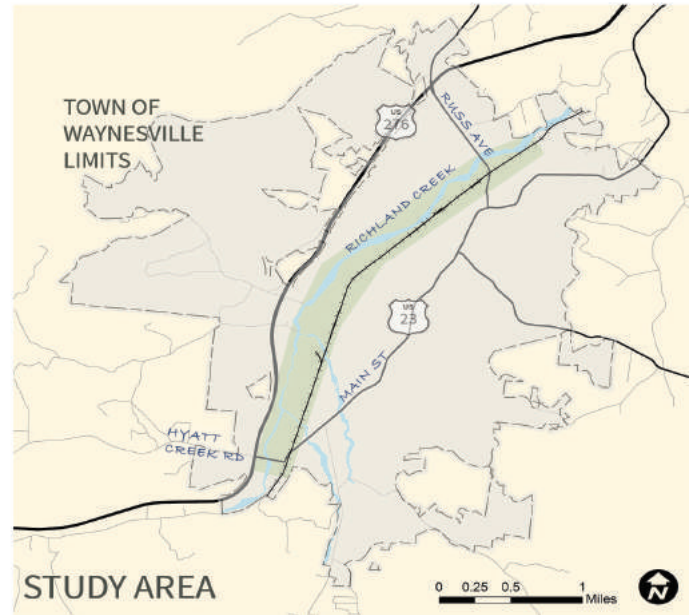 TOWN OF
WAYNESVILLE
LIMITS
US
276
RUSS AVE
RICHLAND CREEK
US
23
MAIN ST
HYATT
CREEK RD
STUDY AREA
0 0.25 0.5 1
Miles
N